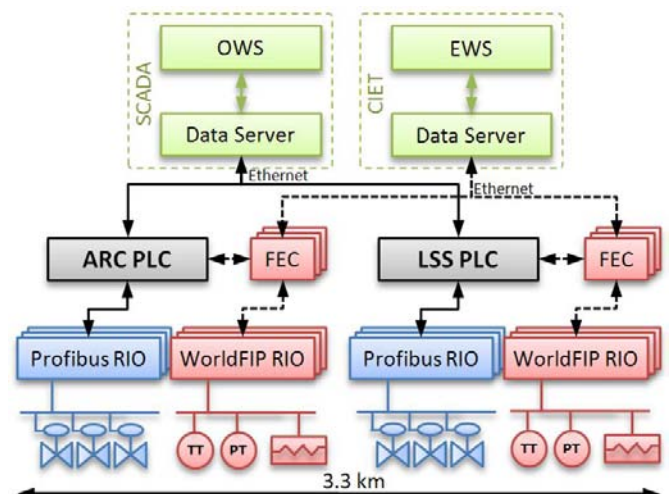 SCADA
OWS
Data Server
CIET
EWS
Data Server
Ethernet
Ethernet
ARC PLC
FEC
LSS PLC
FEC
Profibus RIO
WorldFIP RIO
Profibus RIO
WorldFIP RIO
TT
PT
TT
PT
3.3 km